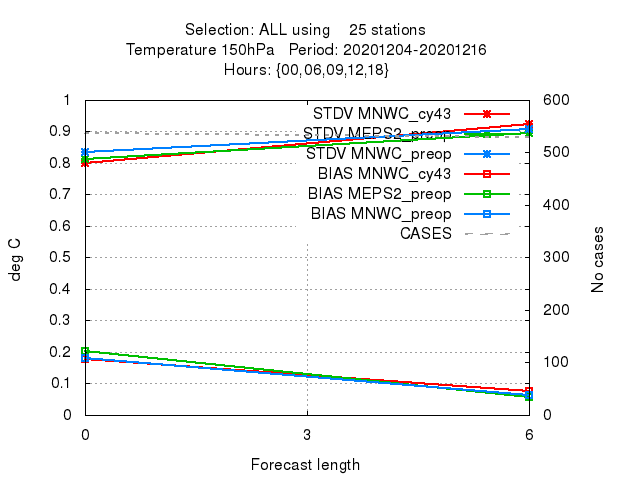 Selection: ALL using 25 stations
Temperature 150hPa Period: 20201204-20201216
Hours: {00,06,09,12,18}
1
0.9
0.8
0.7
0.6
0.5
0.4
0.3
0.2
0.1
0
600
500
400
300
200
100
0
STDV MNWC_cy43
STDV MEPS2_preop
STDV MNWC_preop
BIAS MNWC_cy43
BIAS MEPS2_preop
BIAS MNWC_preop
CASES
deg C
No cases
0 3 6
Forecast length